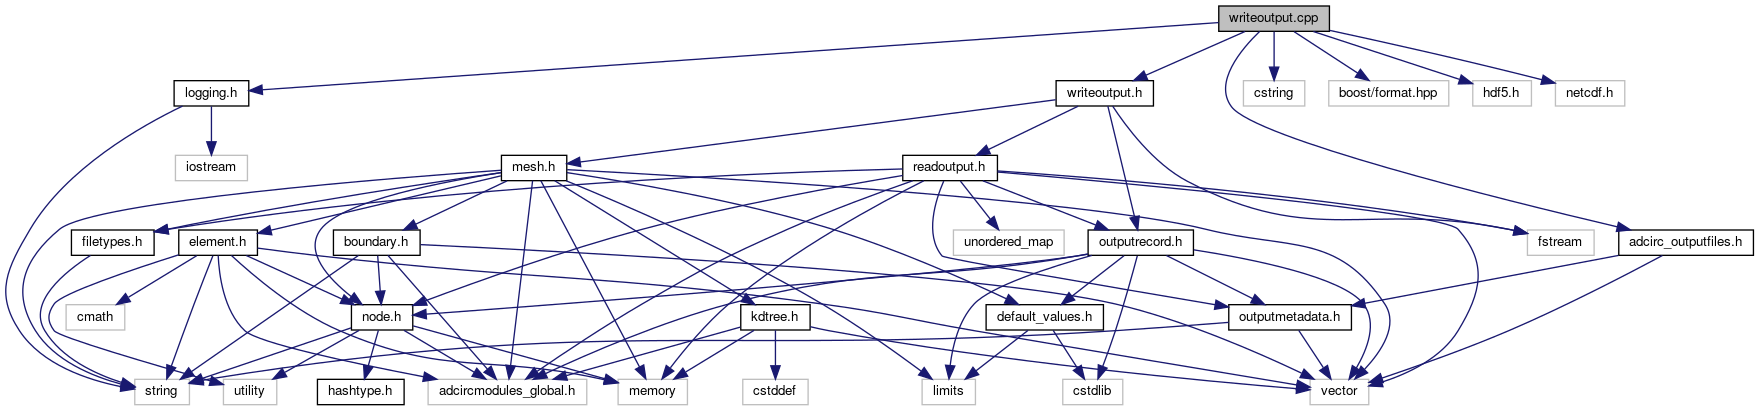 writeoutput.cpp
logging.h
writeoutput.h
cstring
boost/format.hpp
hdf5.h
netcdf.h
iostream
mesh.h
readoutput.h
filetypes.h
element.h
boundary.h
unordered_map
outputrecord.h
fstream
adcirc_outputfiles.h
cmath
node.h
kdtree.h
default_values.h
outputmetadata.h
string
utility
hashtype.h
adcircmodules_global.h
memory
cstddef
limits
cstdlib
vector